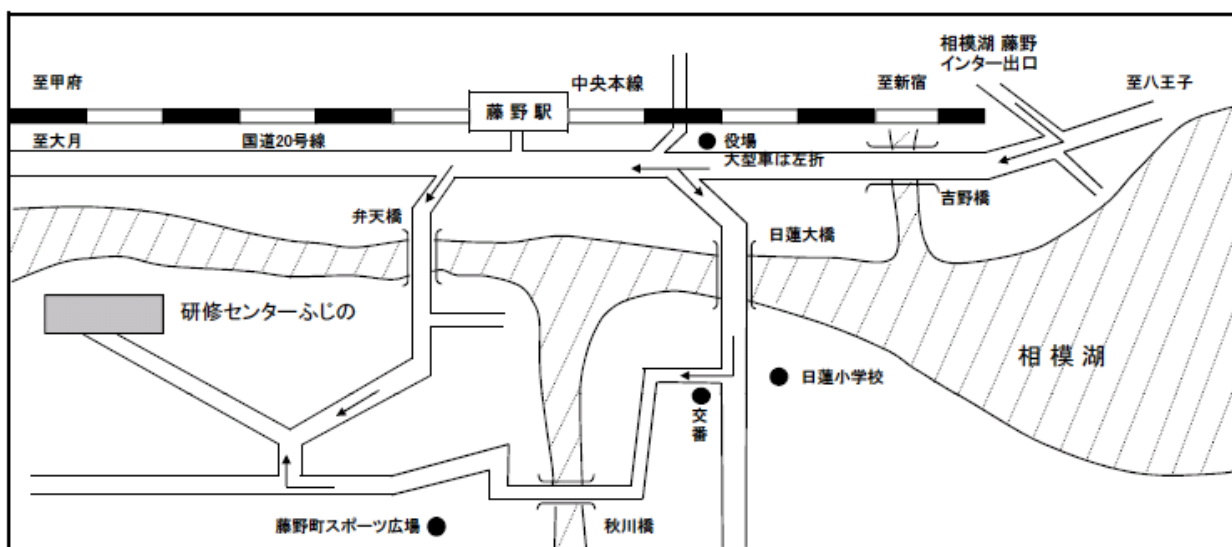 相模湖 藤野
インター出口
至甲府
中央本線
至新宿
至八王子
藤野駅
至大月
国道20号線
役場
大型車は左折
吉野橋
弁天橋
日蓮大橋
研修センターふじの
相模湖
日蓮小学校
交番
藤野町スポーツ広場
秋川橋